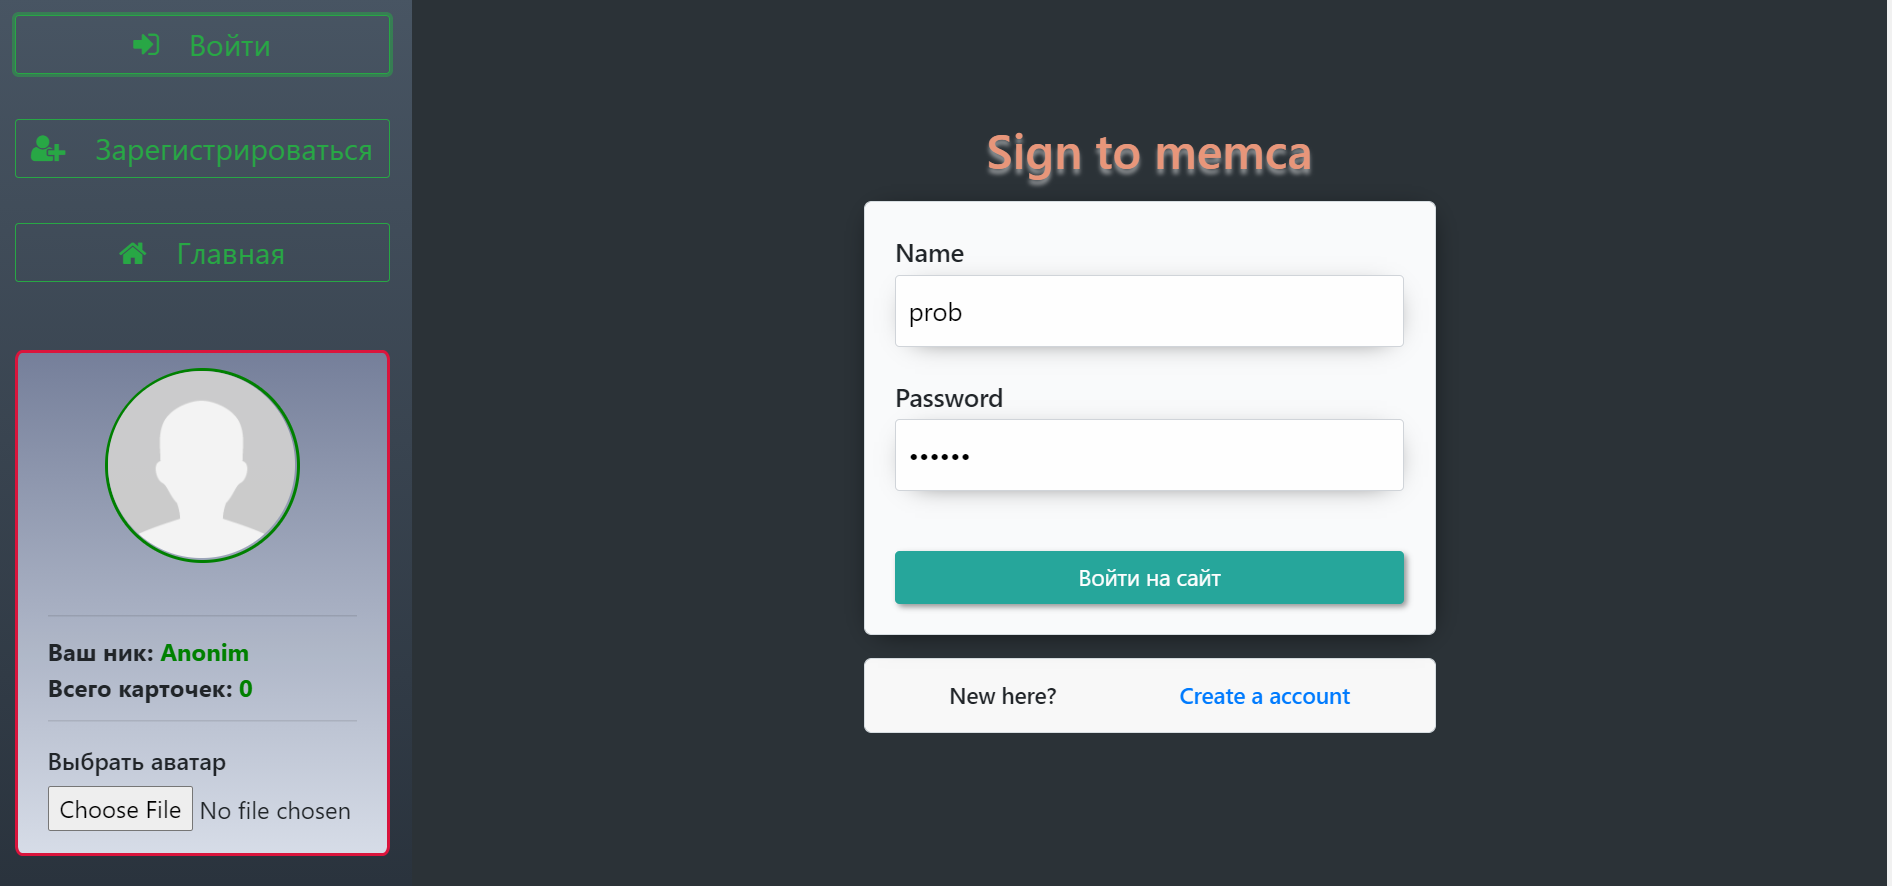 Войти
Зарегистрироваться
Главная
Ваш ник: Anonim
Всего карточек: 0
Выбрать аватар
Choose File No file chosen
Sign to memca
Name
prob
Password
••••••
Войти на сайт
New here? Create a account